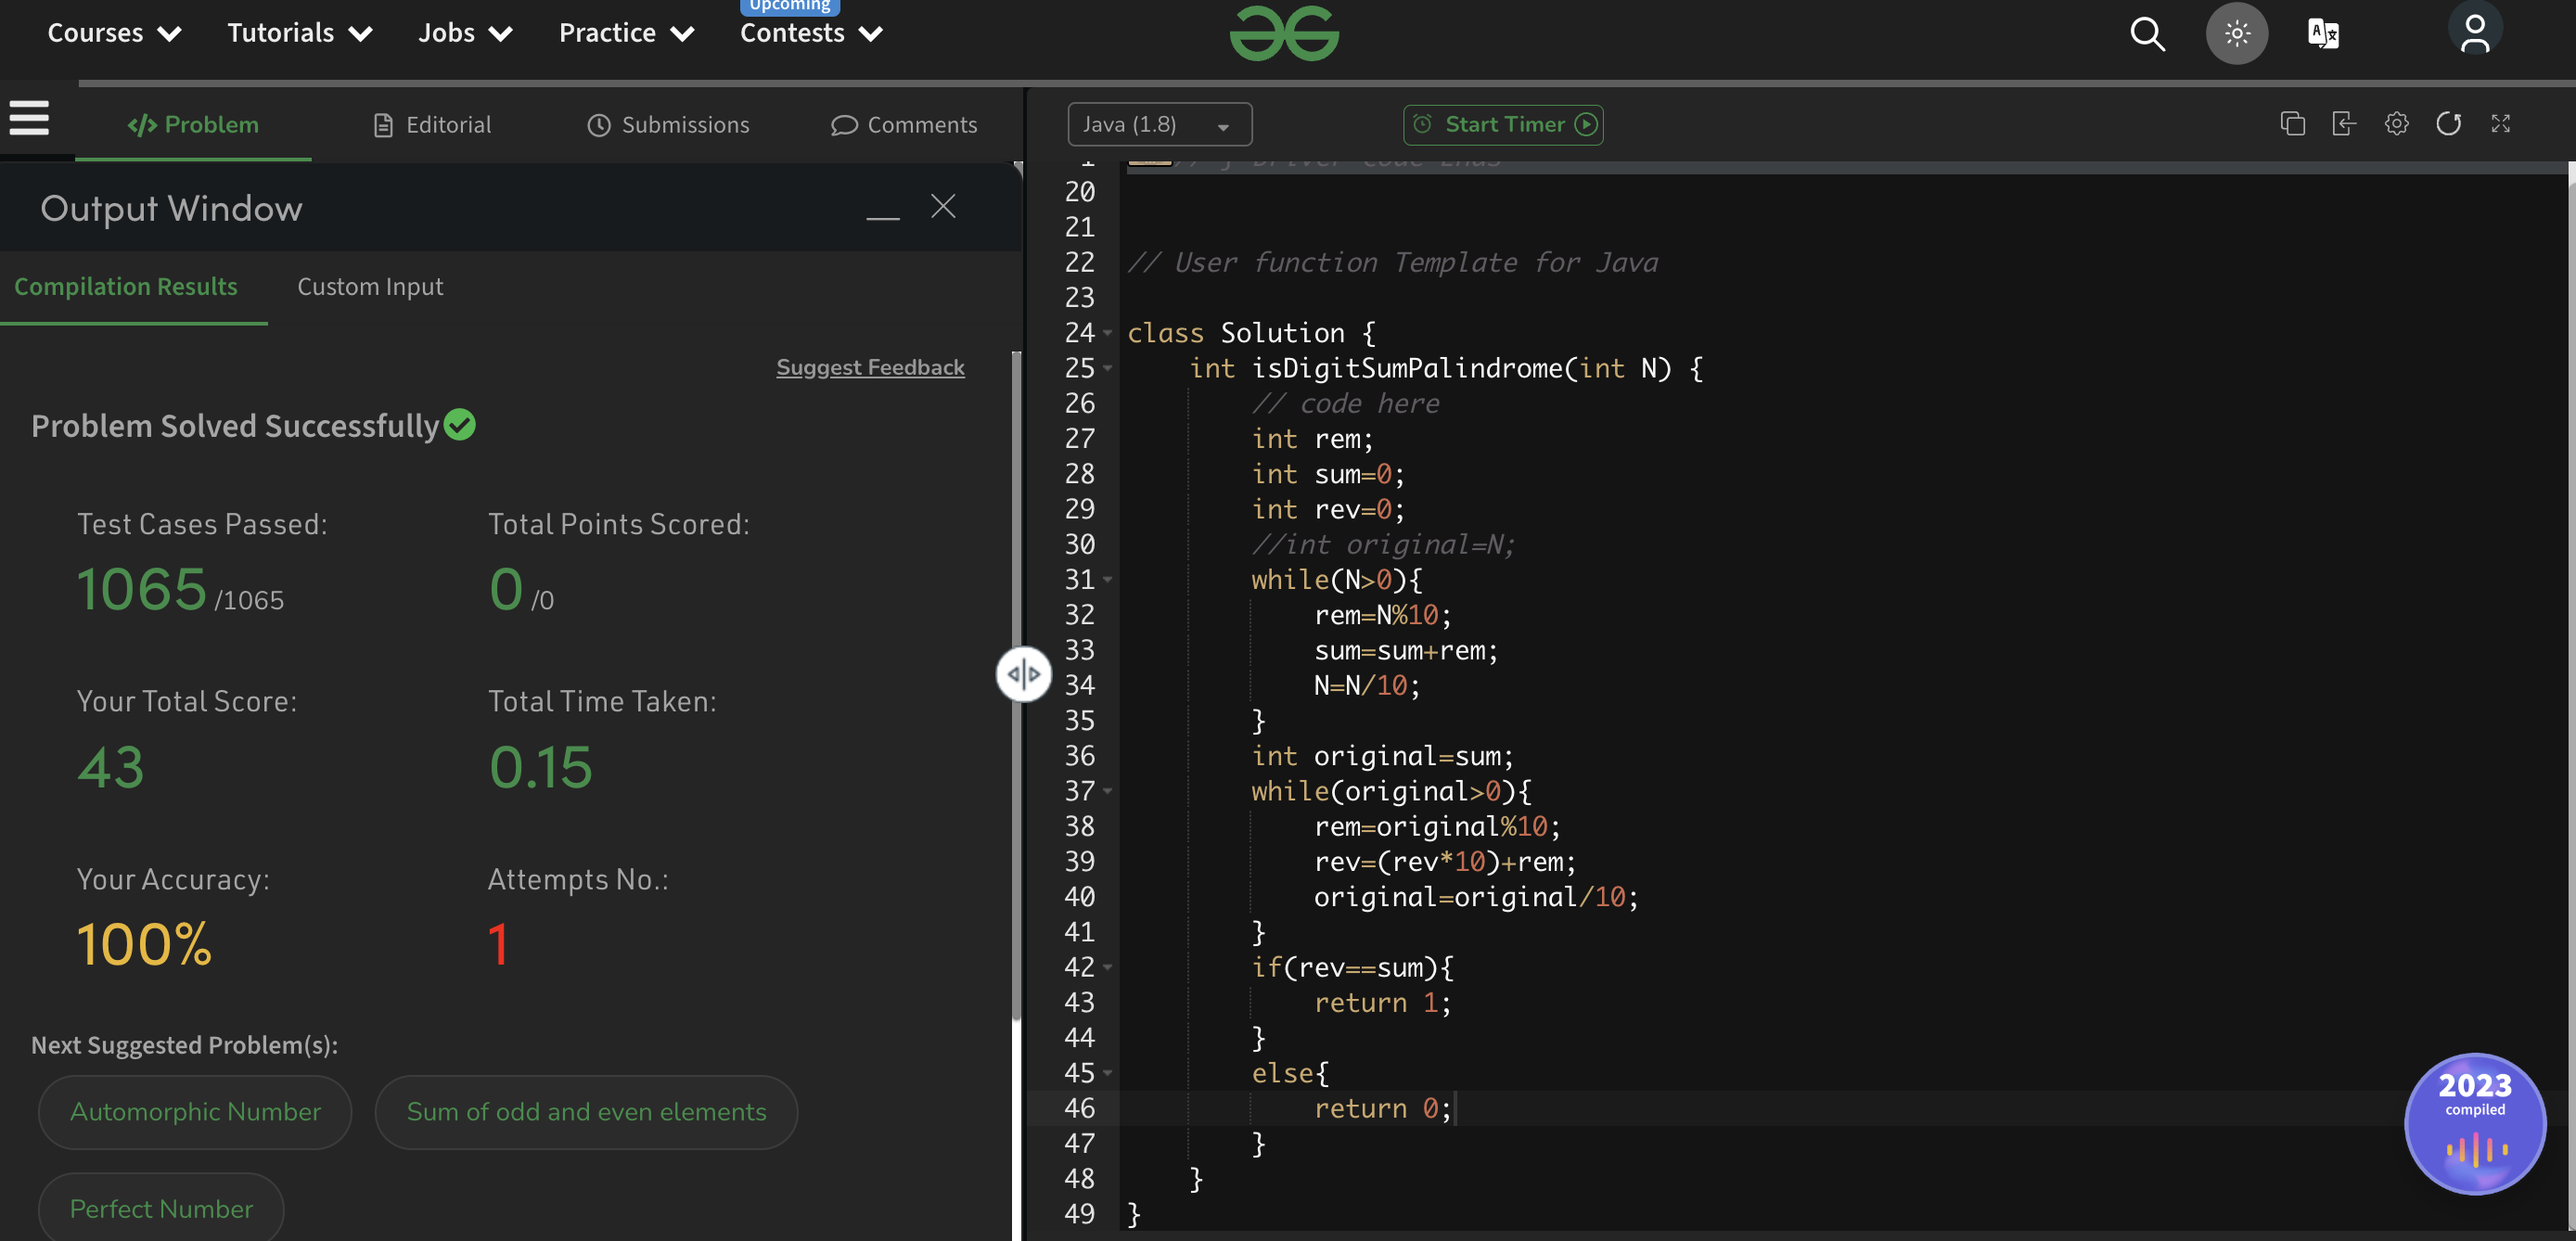 Upcoming
Courses Tutorials Jobs Practice Contests
</> Problem Editorial Submissions Comments
Java (1.8) Start Timer
Output Window
Compilation Results Custom Input
Suggest Feedback
Problem Solved Successfully
Test Cases Passed: Total Points Scored:
1065 /1065 0 /0
Your Total Score: Total Time Taken:
43 0.15
Your Accuracy: Attempts No.:
100% 1
Next Suggested Problem(s):
Automorphic Number Sum of odd and even elements
Perfect Number
// } Driver Code Ends
20
21
22 // User function Template for Java
23
24 class Solution {
25 int isDigitSumPalindrome(int N) {
26 // code here
27 int rem;
28 int sum=0;
29 int rev=0;
30 //int original=N;
31 while(N>0){
32 rem=N%10;
33 sum=sum+rem;
34 N=N/10;
35 }
36 int original=sum;
37 while(original>0){
38 rem=original%10;
39 rev=(rev*10)+rem;
40 original=original/10;
41 }
42 if(rev==sum){
43 return 1;
44 }
45 else{
46 return 0;
47 }
48 }
49 }
2023
compiled